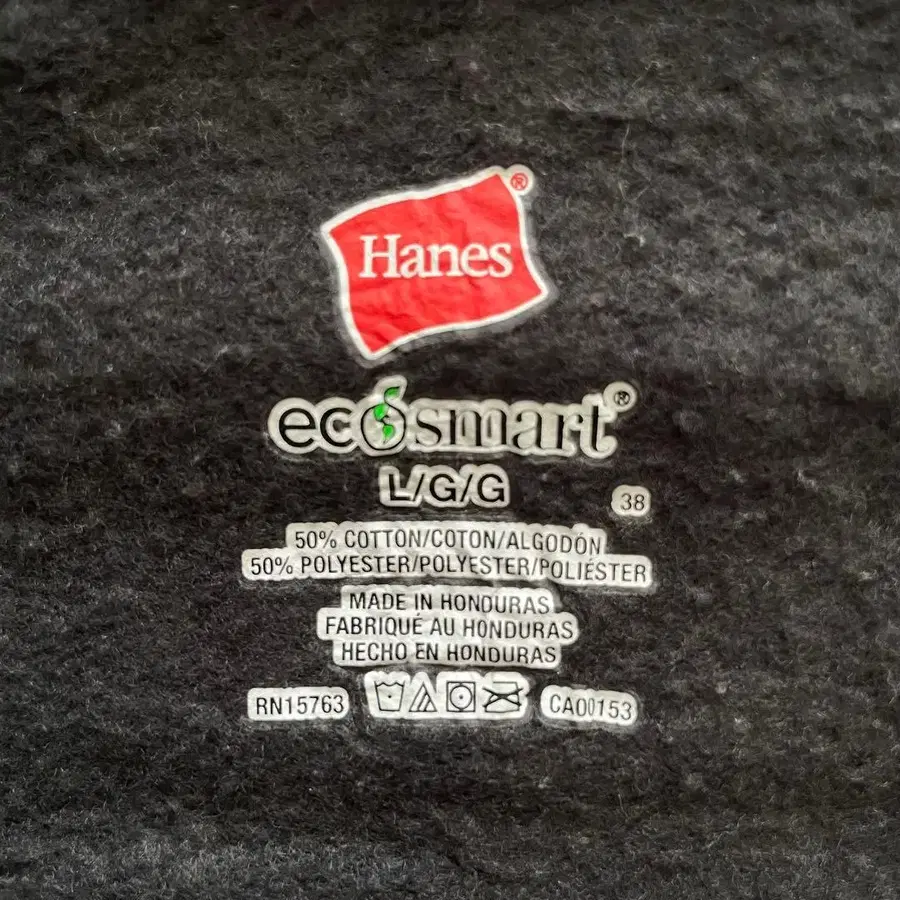 Hanes®
ecosmart®
L/G/G
38
50% COTTON/COTON/ALGODÓN
50% POLYESTER/POLYESTER/POLIÉSTER
MADE IN HONDURAS
FABRIQUÉ AU HONDURAS
HECHO EN HONDURAS
RN15763 CA00153